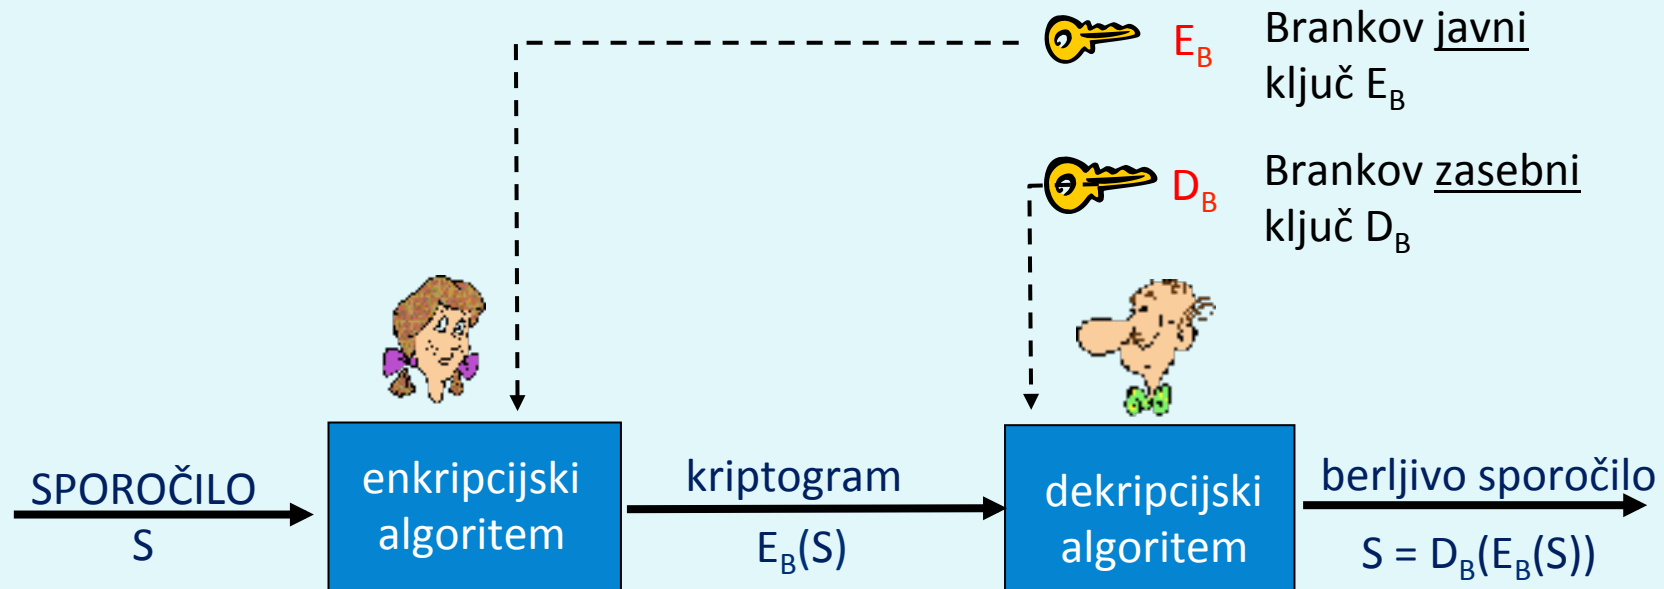 E_B
Brankov javni
ključ E_B
D_B
Brankov zasebni
ključ D_B
SPOROČILO
S
enkripcijski
algoritem
kriptogram
E_B(S)
dekripcijski
algoritem
berljivo sporočilo
S = D_B(E_B(S))